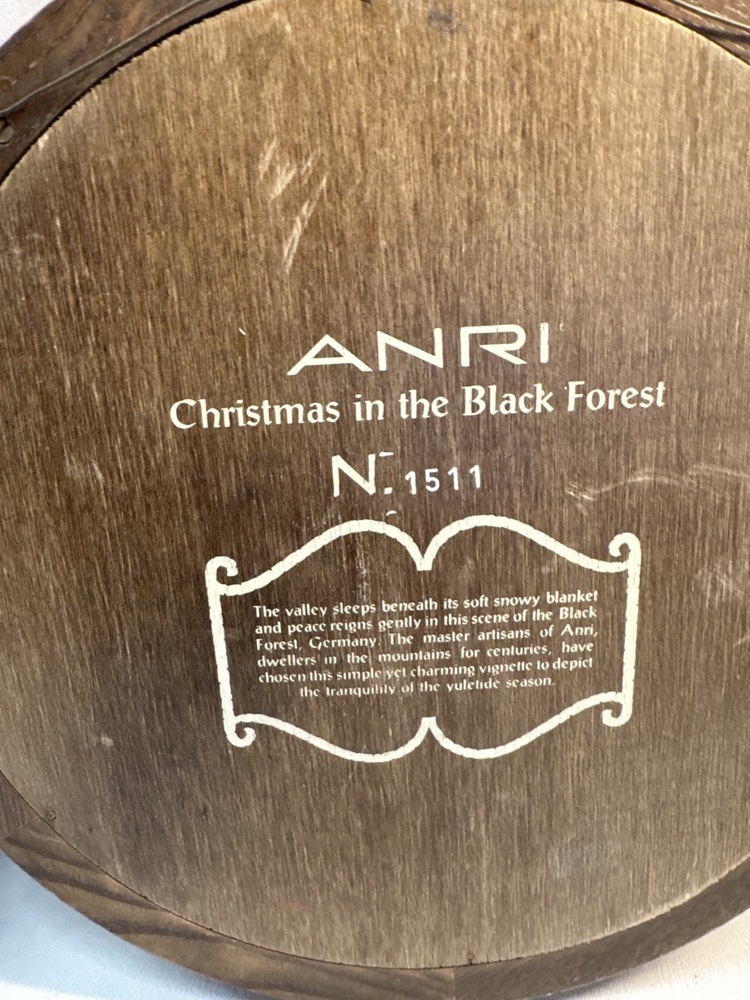 ANRI
Christmas in the Black Forest
N. 1511
The valley sleeps beneath its soft snowy blanket
and peace reigns gently in this scene of the Black
Forest, Germany. The master artisans of Anri,
dwellers in the mountains for centuries, have
chosen this simple yet charming vignette to depict
the tranquility of the yuletide season.